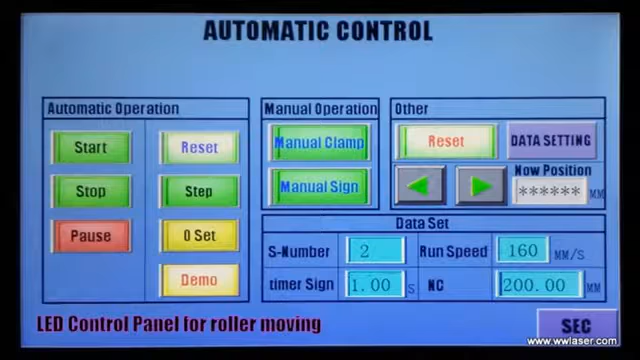 AUTOMATIC CONTROL
Automatic Operation
Start
Reset
Stop
Step
Pause
0 Set
Demo
Manual Operation
Manual Clamp
Manual Sign
Other
Reset
DATA SETTING
Now Position
****** MM
Data Set
S-Number 2
Run Speed 160 MM/S
timer Sign 1.00 S
NC 200.00 MM
LED Control Panel for roller moving
SEC
www.wwlaser.com